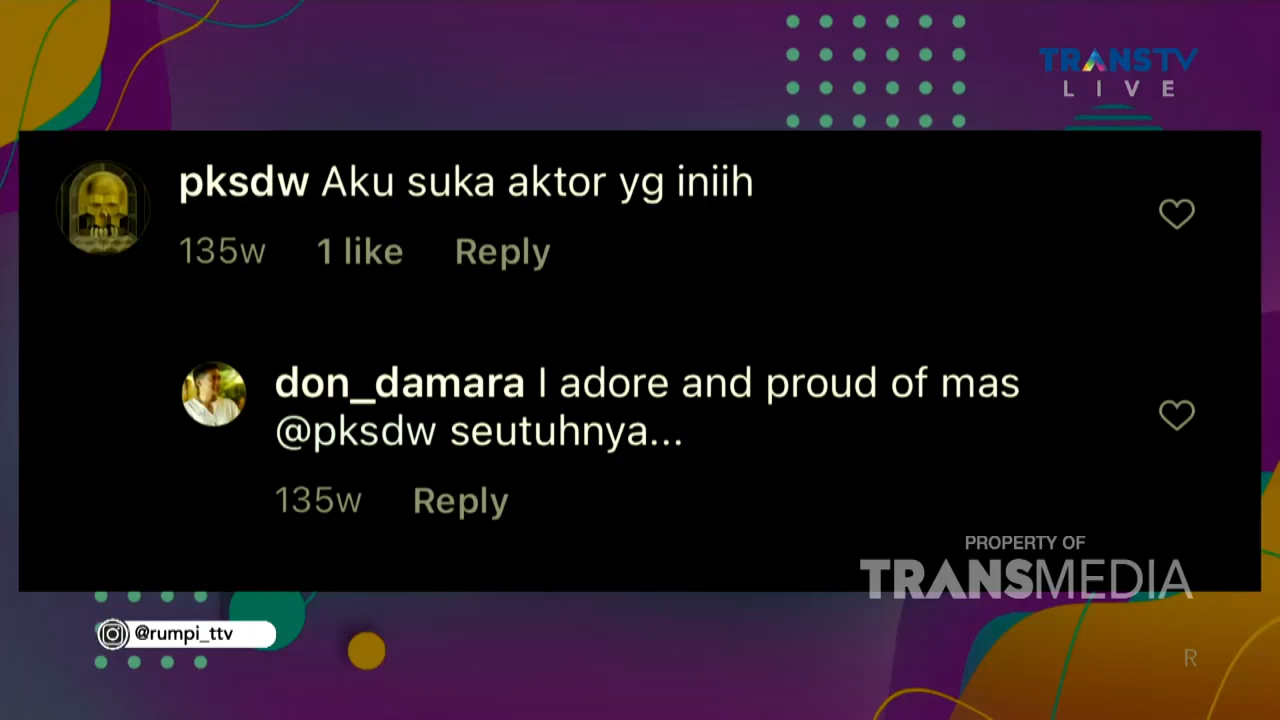 TRANSTV
LIVE
pksdw Aku suka aktor yg iniih
135w 1 like Reply
don_damara I adore and proud of mas
@pksdw seutuhnya...
135w Reply
PROPERTY OF
TRANSMEDIA
@rumpi_ttv
R